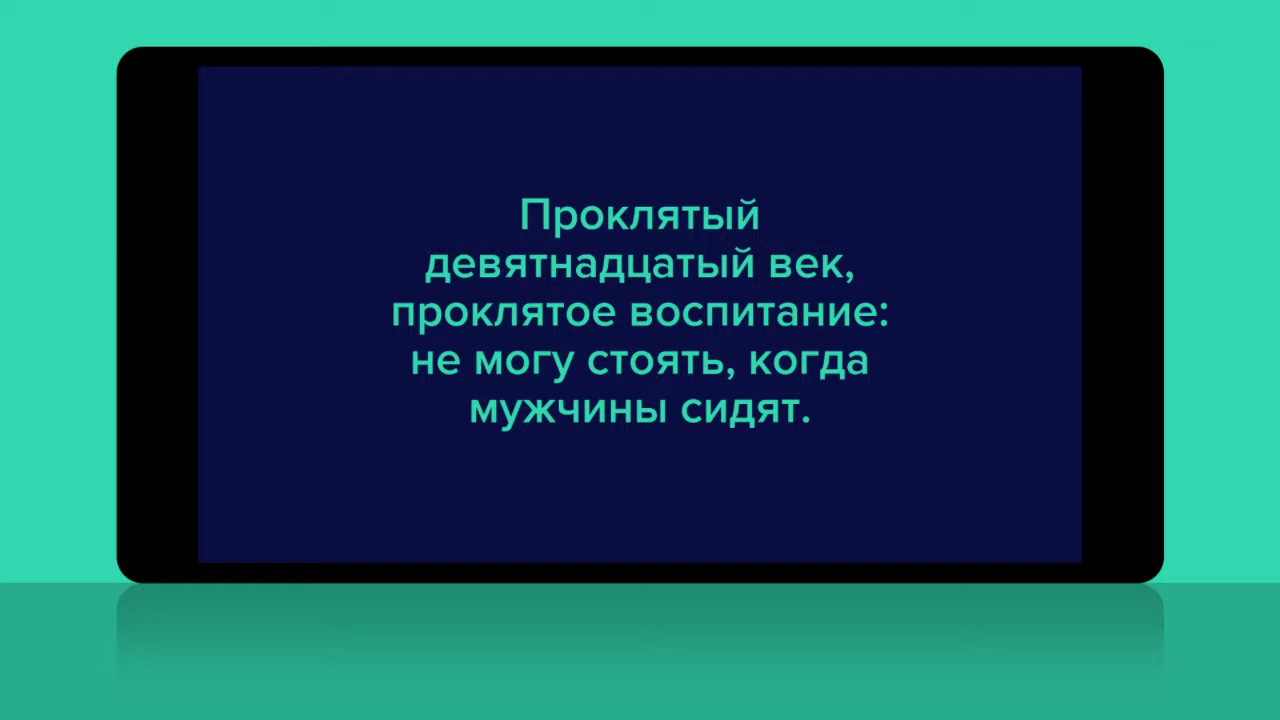 Проклятый
девятнадцатый век,
проклятое воспитание:
не могу стоять, когда
мужчины сидят.